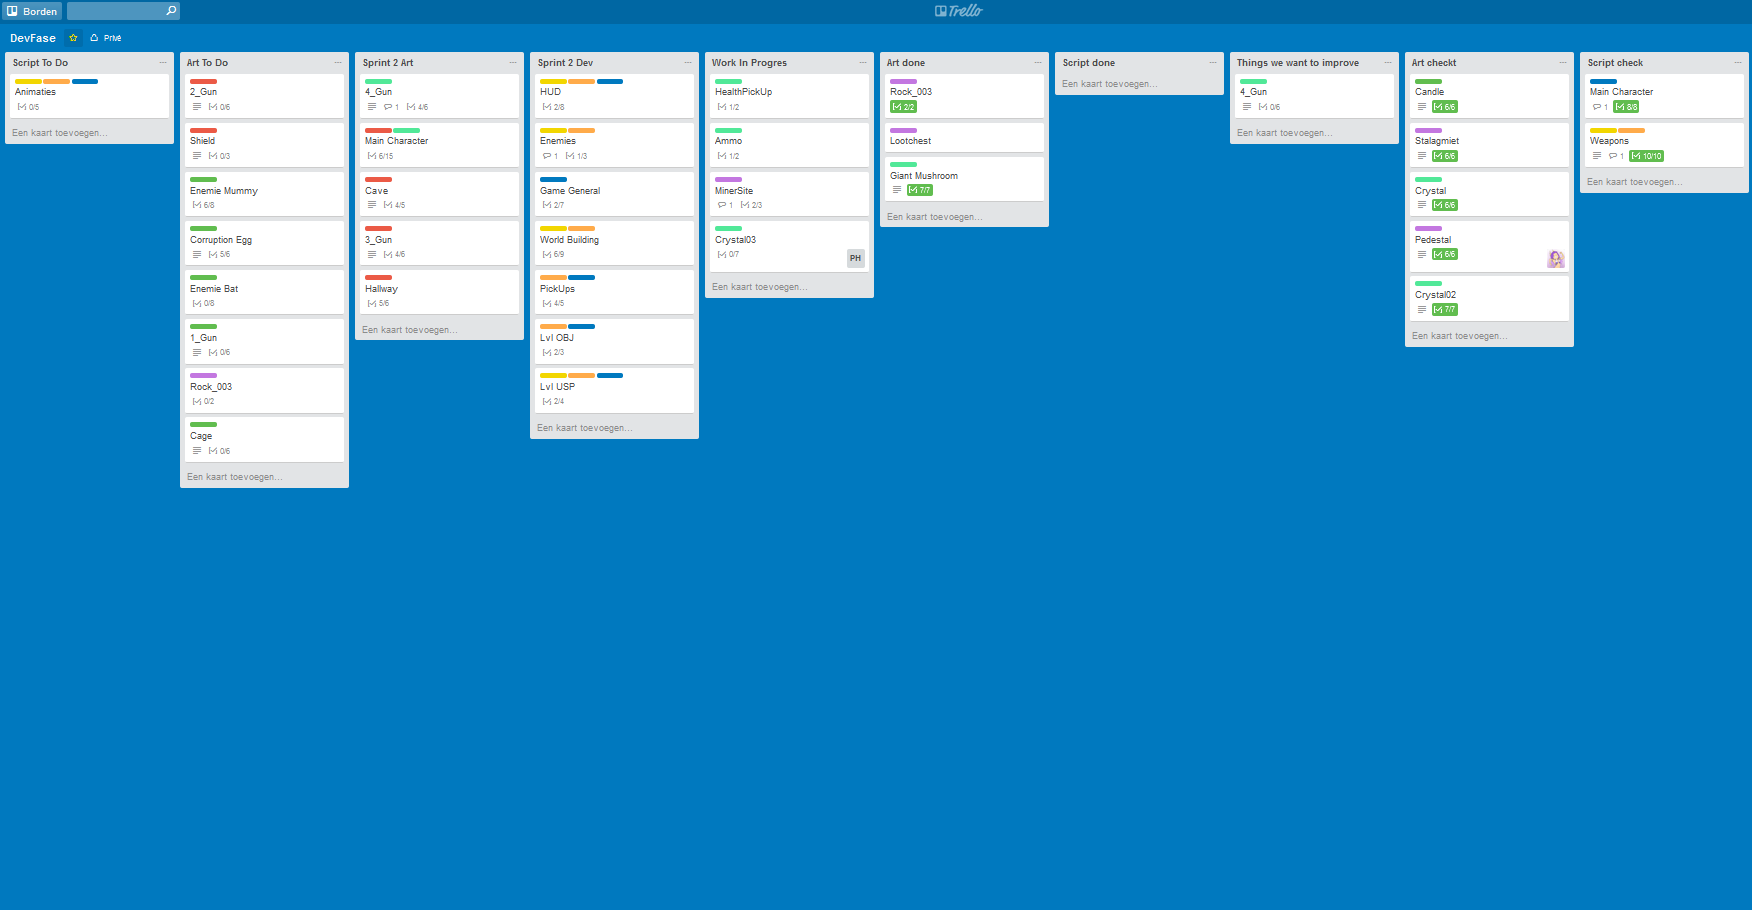 Borden
Trello
DevFase
Privé
Script To Do
Animaties
0/5
Een kaart toevoegen...
Art To Do
2_Gun
0/6
Shield
0/3
Enemie Mummy
6/8
Corruption Egg
5/6
Enemie Bat
0/8
1_Gun
0/6
Rock_003
0/2
Cage
0/6
Een kaart toevoegen...
Sprint 2 Art
4_Gun
1 4/6
Main Character
6/15
Cave
4/5
3_Gun
4/6
Hallway
5/6
Een kaart toevoegen...
Sprint 2 Dev
HUD
2/8
Enemies
1 1/3
Game General
2/7
World Building
6/9
PickUps
4/5
Lvl OBJ
2/3
Lvl USP
2/4
Een kaart toevoegen...
Work In Progres
HealthPickUp
1/2
Ammo
1/2
MinerSite
1 2/3
Crystal03
0/7
PH
Een kaart toevoegen...
Art done
Rock_003
2/2
Lootchest
Giant Mushroom
7/7
Een kaart toevoegen...
Script done
Een kaart toevoegen...
Things we want to improve
4_Gun
0/6
Een kaart toevoegen...
Art checkt
Candle
6/6
Stalagmiet
6/6
Crystal
6/6
Pedestal
6/6
Crystal02
7/7
Een kaart toevoegen...
Script check
Main Character
1 8/8
Weapons
1 10/10
Een kaart toevoegen...